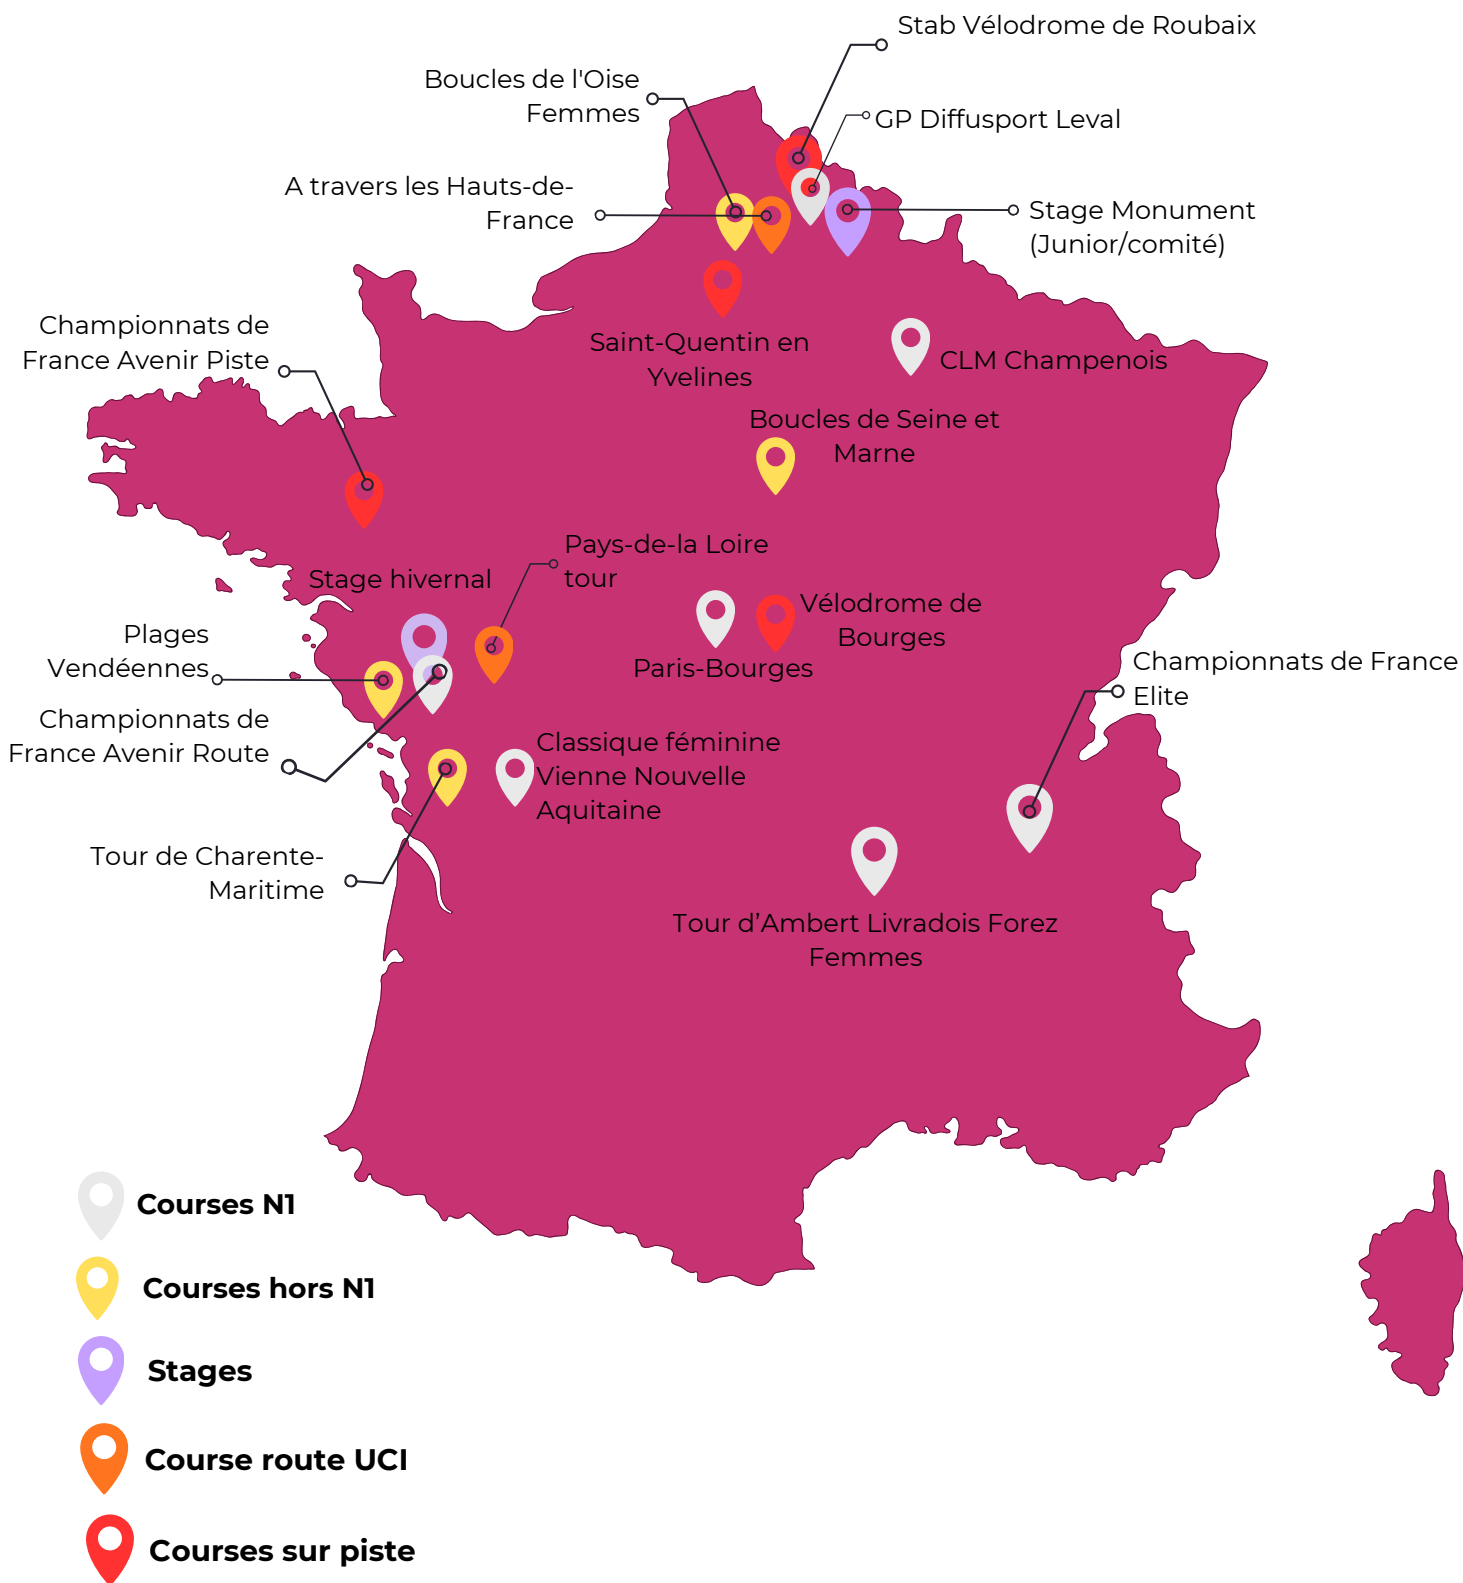 Stab Vélodrome de Roubaix
Boucles de l'Oise
Femmes
GP Diffusport Leval
A travers les Hauts-de-
France
Stage Monument
(Junior/comité)
Championnats de
France Avenir Piste
Saint-Quentin en
Yvelines
CLM Champenois
Boucles de Seine et
Marne
Pays-de-la Loire
tour
Stage hivernal
Plages
Vendéennes
Vélodrome de
Bourges
Paris-Bourges
Championnats de France
Elite
Championnats de
France Avenir Route
Classique féminine
Vienne Nouvelle
Aquitaine
Tour de Charente-
Maritime
Tour d’Ambert Livradois Forez
Femmes
Courses N1
Courses hors N1
Stages
Course route UCI
Courses sur piste